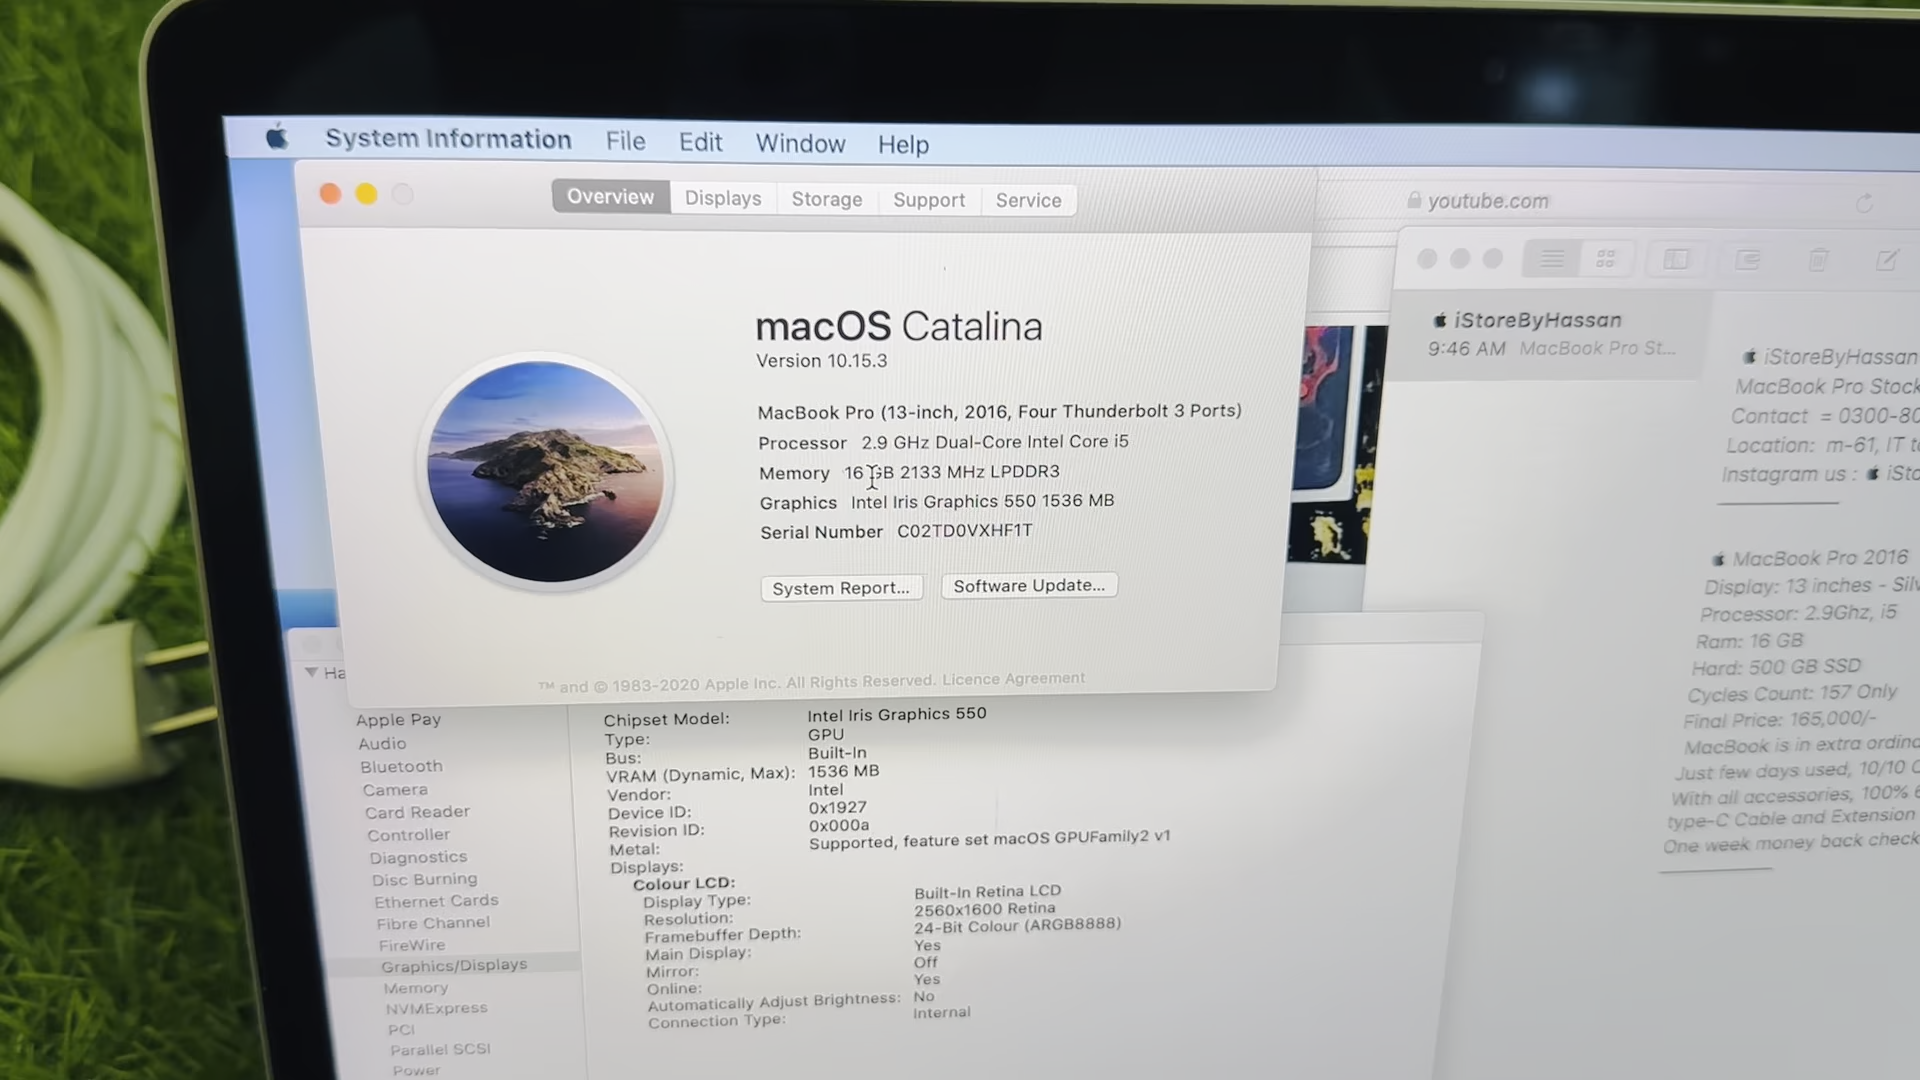 System Information File Edit Window Help
Overview Displays Storage Support Service
macOS Catalina
Version 10.15.3
MacBook Pro (13-inch, 2016, Four Thunderbolt 3 Ports)
Processor 2.9 GHz Dual-Core Intel Core i5
Memory 16 GB 2133 MHz LPDDR3
Graphics Intel Iris Graphics 550 1536 MB
Serial Number C02TD0VXHF1T
System Report... Software Update...
™ and © 1983-2020 Apple Inc. All Rights Reserved. Licence Agreement
youtube.com
iStoreByHassan
9:46 AM MacBook Pro St...
iStoreByHassan
MacBook Pro Stock
Contact = 0300-80
Location: m-61, IT
Instagram us :
MacBook Pro 2016
Display: 13 inches -
Processor: 2.9Ghz, i5
Ram: 16 GB
Hard: 500 GB SSD
Cycles Count: 157 Only
Final Price: 165,000/-
MacBook is in extra
Just few days used, 10/10
With all accessories, 100%
type-C Cable and Extension
One week money back check
Apple Pay
Audio
Bluetooth
Camera
Card Reader
Controller
Diagnostics
Disc Burning
Ethernet Cards
Fibre Channel
FireWire
Graphics/Displays
Memory
NVMExpress
PCI
Parallel SCSI
Power
Chipset Model: Intel Iris Graphics 550
Type: GPU
Bus: Built-In
VRAM (Dynamic, Max): 1536 MB
Vendor: Intel
Device ID: 0x1927
Revision ID: 0x000a
Metal: Supported, feature set macOS GPUFamily2 v1
Displays:
Colour LCD:
Display Type: Built-In Retina LCD
Resolution: 2560x1600 Retina
Framebuffer Depth: 24-Bit Colour (ARGB8888)
Main Display: Yes
Mirror: Off
Online: Yes
Automatically Adjust Brightness: No
Connection Type: Internal